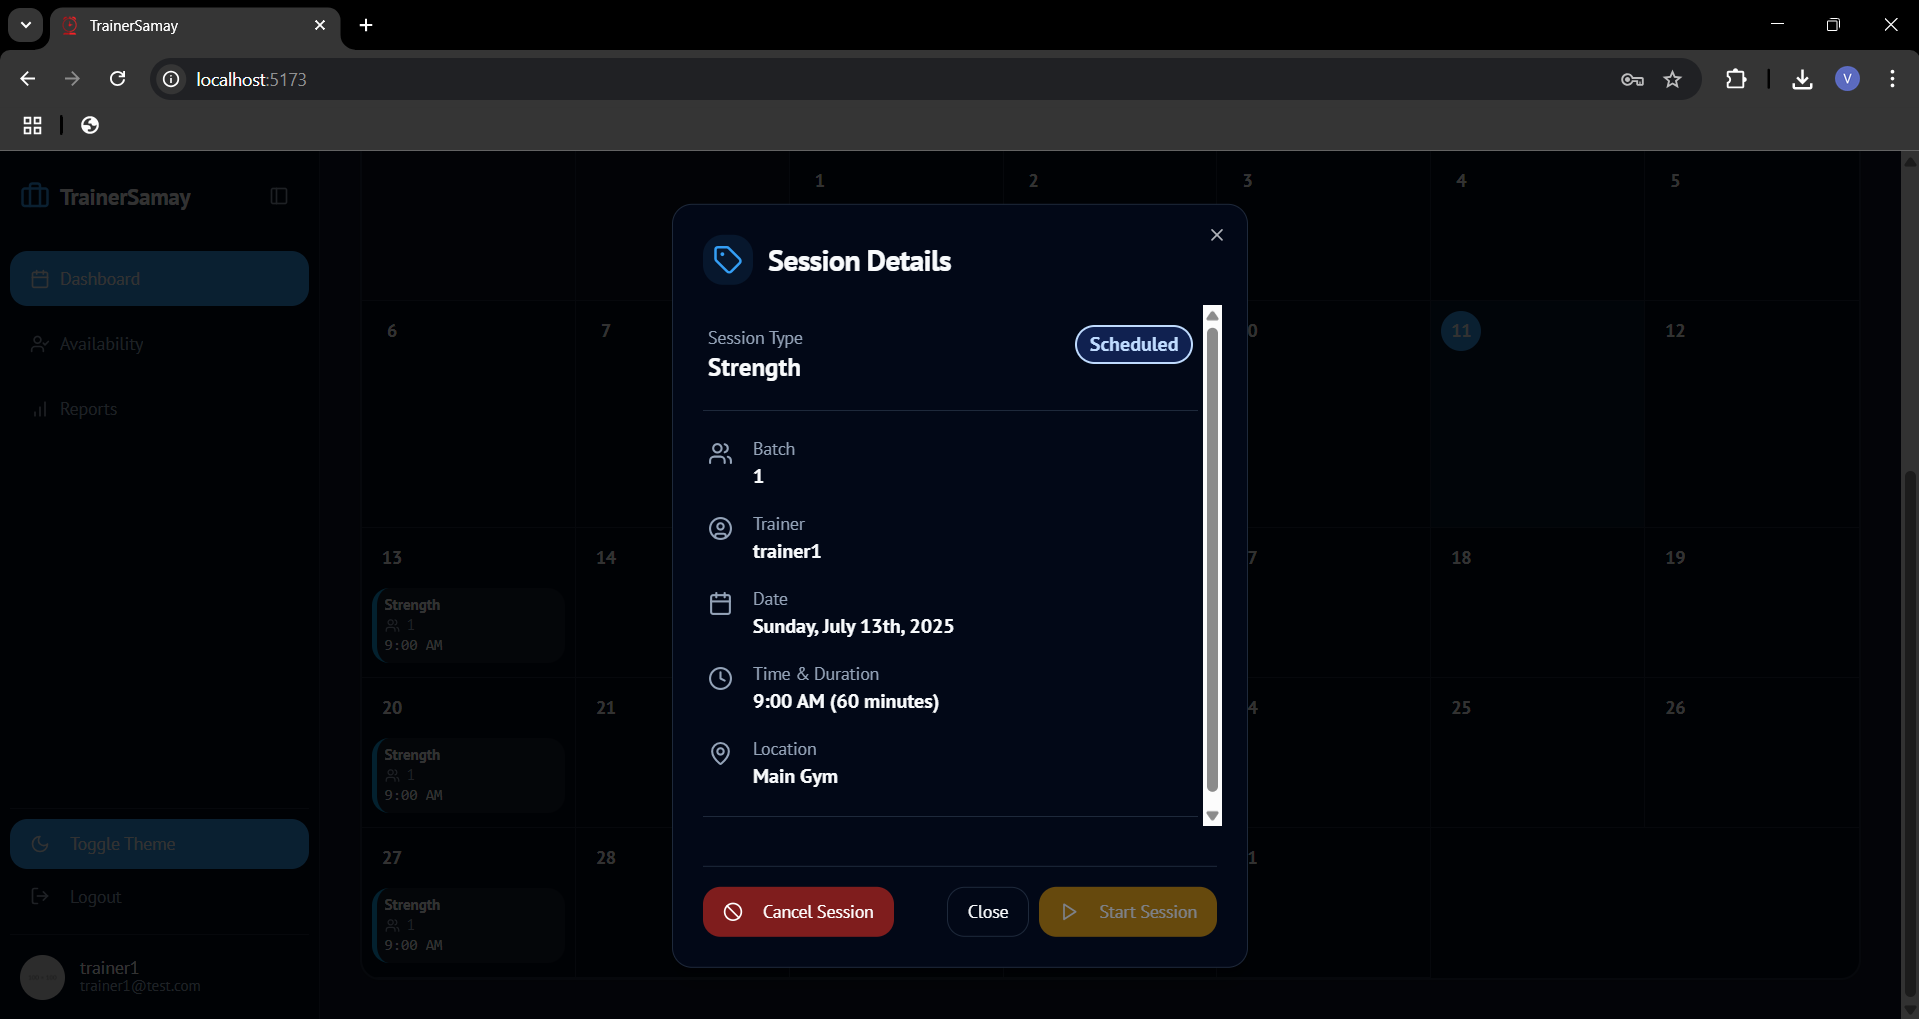 TrainerSamay
localhost:5173
V
TrainerSamay
Dashboard
Availability
Reports
Toggle Theme
Logout
trainer1
trainer1@test.com
1 2 3 4 5
6 7 0 11 12
13 14 7 18 19
Strength
1
9:00 AM
20 21 4 25 26
Strength
1
9:00 AM
27 28 1
Strength
1
9:00 AM
Session Details
Session Type
Strength
Scheduled
Batch
1
Trainer
trainer1
Date
Sunday, July 13th, 2025
Time & Duration
9:00 AM (60 minutes)
Location
Main Gym
Cancel Session
Close
Start Session